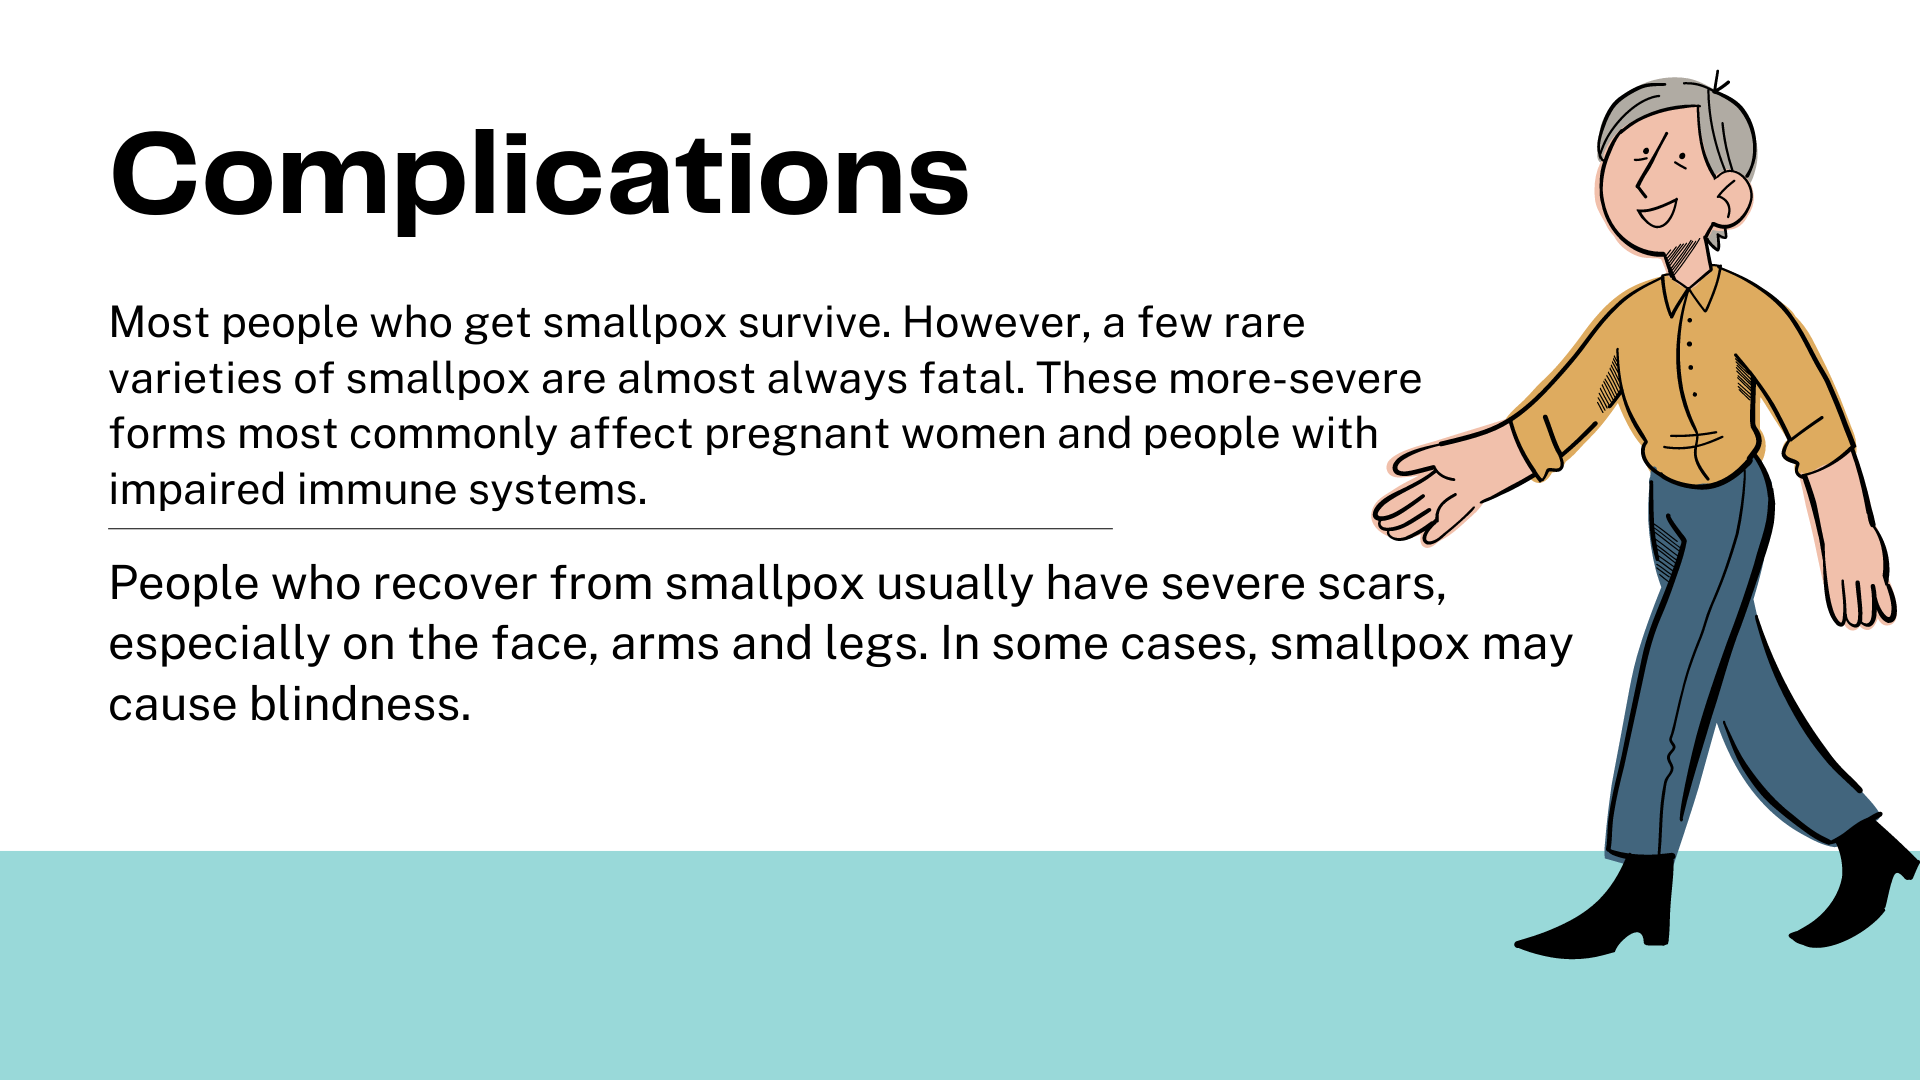 Complications
Most people who get smallpox survive. However, a few rare
varieties of smallpox are almost always fatal. These more-severe
forms most commonly affect pregnant women and people with
impaired immune systems.
People who recover from smallpox usually have severe scars,
especially on the face, arms and legs. In some cases, smallpox may
cause blindness.